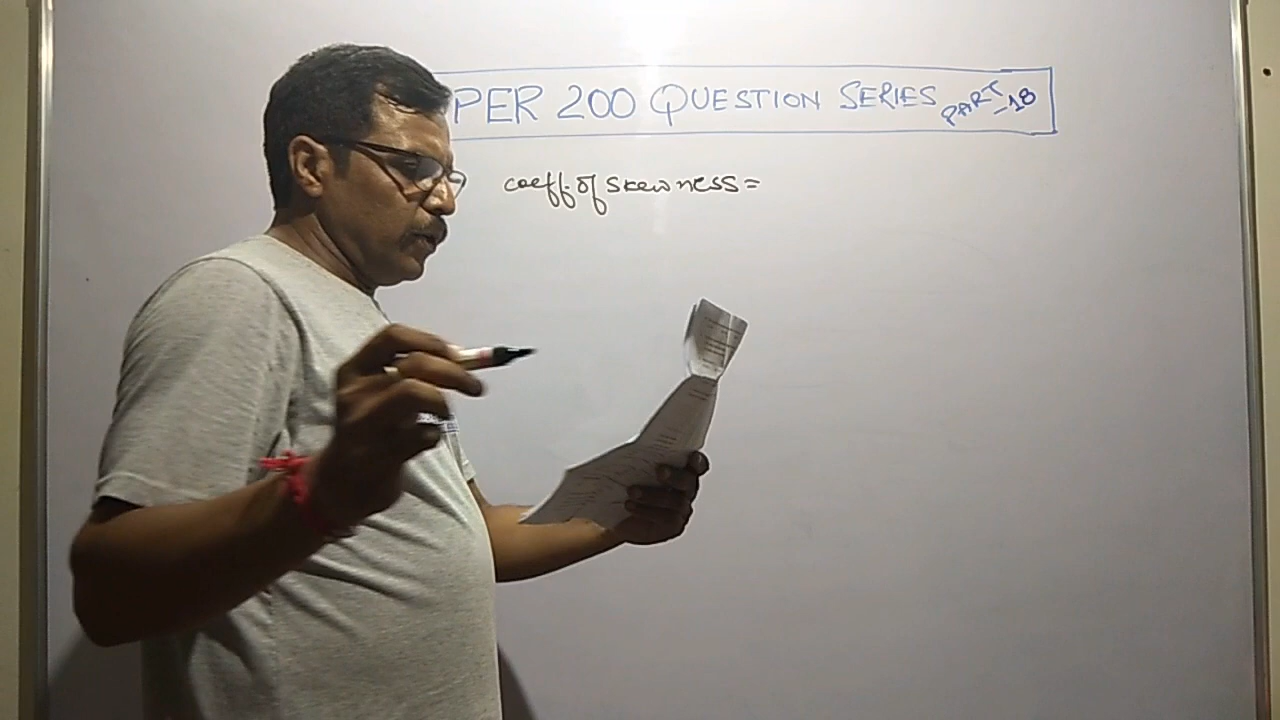 PER 200 QUESTION SERIES PART-18
coeff. of skewness =